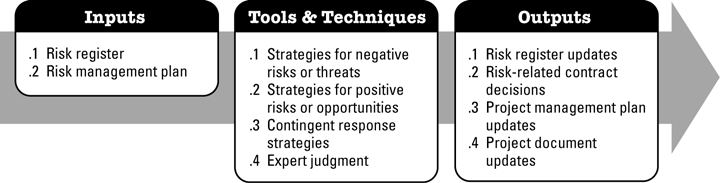 Inputs
.1 Risk register
.2 Risk management plan
Tools & Techniques
.1 Strategies for negative
risks or threats
.2 Strategies for positive
risks or opportunities
.3 Contingent response
strategies
.4 Expert judgment
Outputs
.1 Risk register updates
.2 Risk-related contract
decisions
.3 Project management plan
updates
.4 Project document
updates